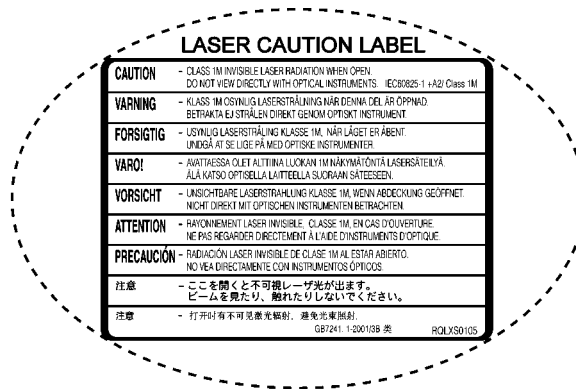 LASER CAUTION LABEL
CAUTION - CLASS 1M INVISIBLE LASER RADIATION WHEN OPEN.
DO NOT VIEW DIRECTLY WITH OPTICAL INSTRUMENTS. IEC60825-1 +A2/ Class 1M
VARNING - KLASS 1M OSYNLIG LASERSTRÅLNING NÄR DENNA DEL ÄR ÖPPNAD.
BETRAKTA EJ STRÅLEN DIREKT GENOM OPTISKT INSTRUMENT.
FORSIGTIG - USYNLIG LASERSTRÅLING KLASSE 1M, NÅR LÅGET ER ÅBENT.
UNDGÅ AT SE LIGE PÅ MED OPTISKE INSTRUMENTER.
VARO! - AVATTAESSA OLET ALTTIINA LUOKAN 1M NÄKYMÄTÖNTÄ LASERSÄTEILYÄ.
ÄLÄ KATSO OPTISELLA LAITTEELLA SUORAAN SÄTEESEEN.
VORSICHT - UNSICHTBARE LASERSTRAHLUNG KLASSE 1M, WENN ABDECKUNG GEÖFFNET.
NICHT DIREKT MIT OPTISCHEN INSTRUMENTEN BETRACHTEN.
ATTENTION - RAYONNEMENT LASER INVISIBLE, CLASSE 1M, EN CAS D'OUVERTURE.
NE PAS REGARDER DIRECTEMENT À L'AIDE D'INSTRUMENTS D'OPTIQUE.
PRECAUCIÓN - RADIACIÓN LASER INVISIBLE DE CLASE 1M AL ESTAR ABIERTO.
NO VEA DIRECTAMENTE CON INSTRUMENTOS ÓPTICOS.
注意 - ここを開くと不可視レーザ光が出ます。
ビームを見たり、触れたりしないでください。
注意 - 打开时有不可见激光辐射. 避免光束照射.
GB7241. 1-2001/3B 类 RQLXS0105